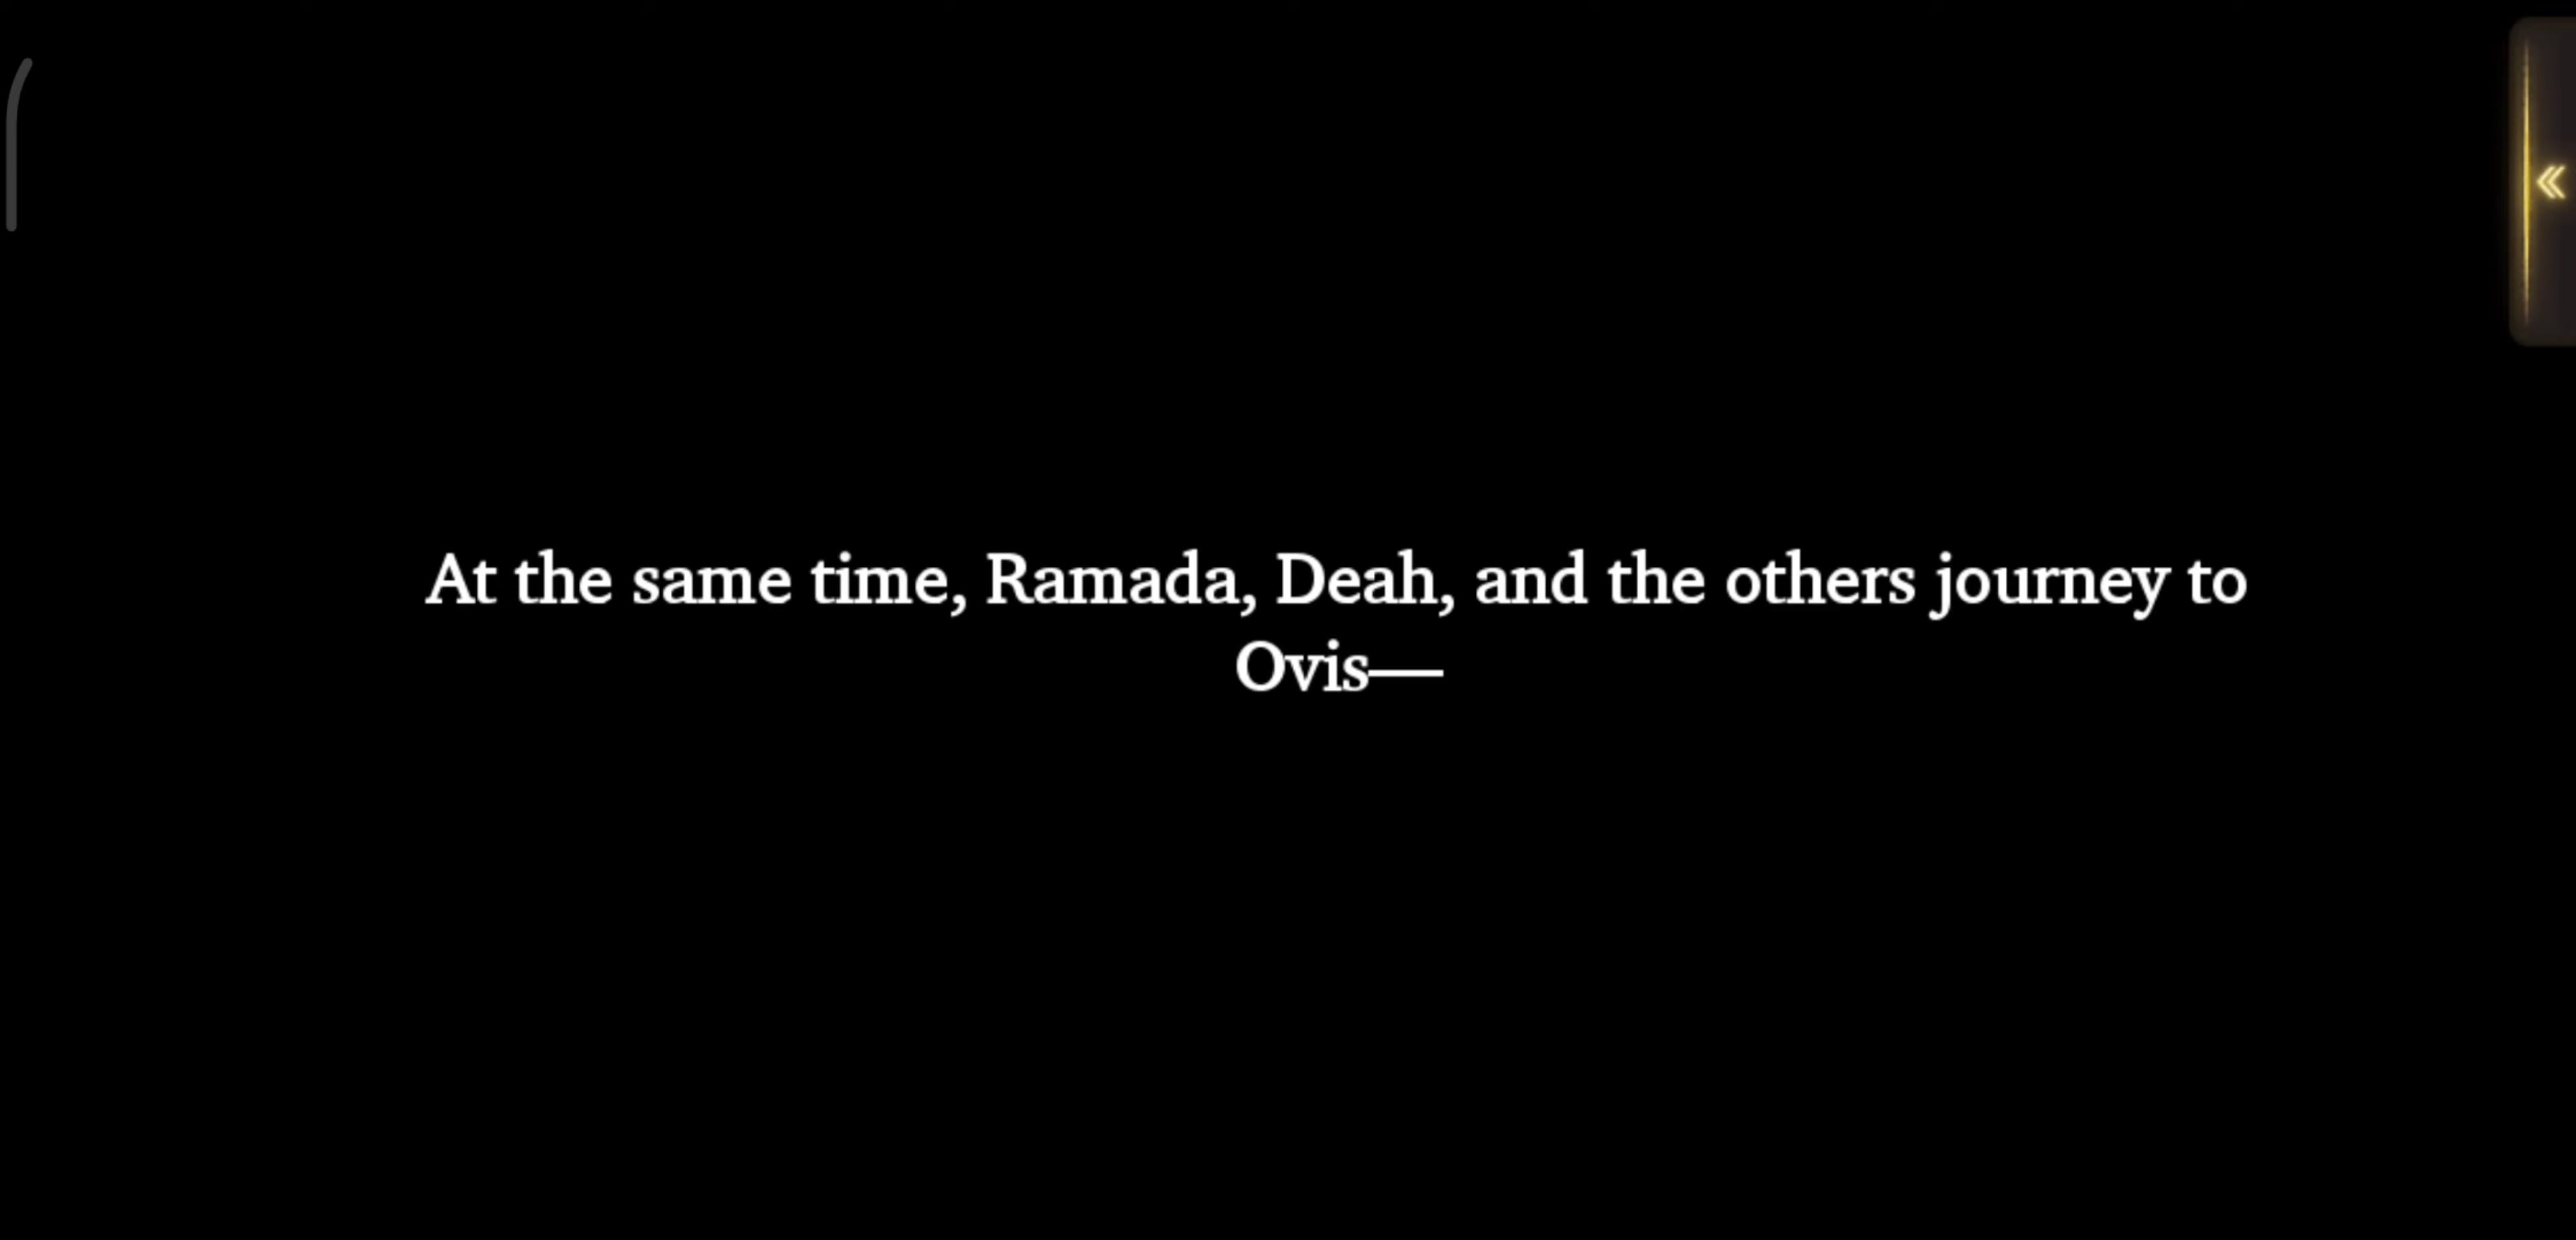 At the same time, Ramada, Deah, and the others journey to
Ovis—